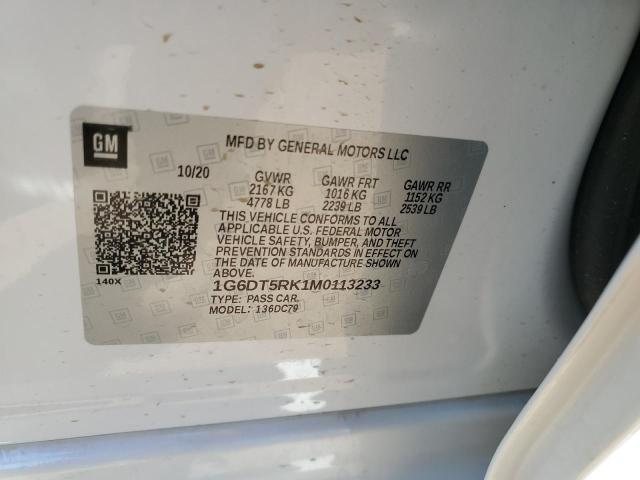 GM
MFD BY GENERAL MOTORS LLC
10/20 GVWR GAWR FRT GAWR RR
2167 KG 1016 KG 1152 KG
4778 LB 2239 LB 2539 LB
THIS VEHICLE CONFORMS TO ALL
APPLICABLE U.S. FEDERAL MOTOR
VEHICLE SAFETY, BUMPER, AND THEFT
PREVENTION STANDARDS IN EFFECT ON
THE DATE OF MANUFACTURE SHOWN
ABOVE.
140X
1G6DT5RK1M0113233
TYPE: PASS CAR
MODEL: 136DC79